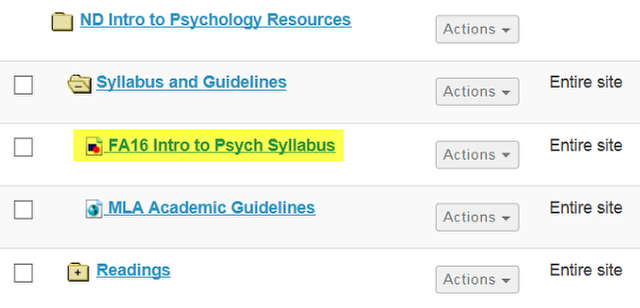 ND Intro to Psychology Resources Actions
Syllabus and Guidelines Actions Entire site
FA16 Intro to Psych Syllabus Actions Entire site
MLA Academic Guidelines Actions Entire site
Readings Actions Entire site